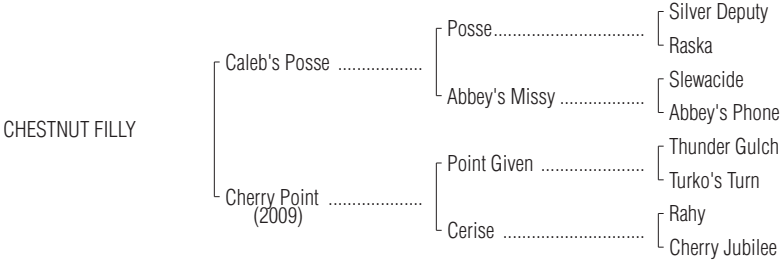 Silver Deputy
Posse
Raska
Caleb's Posse
Slewacide
Abbey's Missy
Abbey's Phone
CHESTNUT FILLY
Thunder Gulch
Point Given
Turko's Turn
Cherry Point
(2009)
Rahy
Cerise
Cherry Jubilee